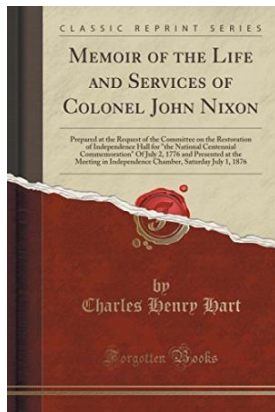 CLASSIC REPRINT SERIES
MEMOIR OF THE LIFE
AND SERVICES OF
COLONEL JOHN NIXON
Prepared at the Request of the Committee on the Restoration
of Independence Hall for "the National Centennial
Commemoration" Of July 2, 1776 and Presented at the
Meeting in Independence Chamber, Saturday July 1, 1876
by
Charles Henry Hart
Forgotten Books